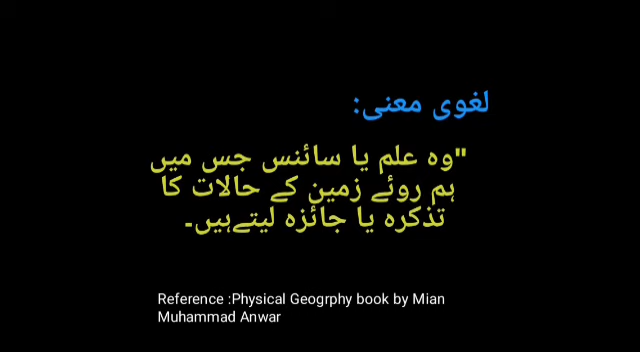 لغوی معنی:
"وہ علم یا سائنس جس میں
ہم روئے زمین کے حالات کا
تذکرہ یا جائزہ لیتےہیں۔
Reference :Physical Geogrphy book by Mian
Muhammad Anwar